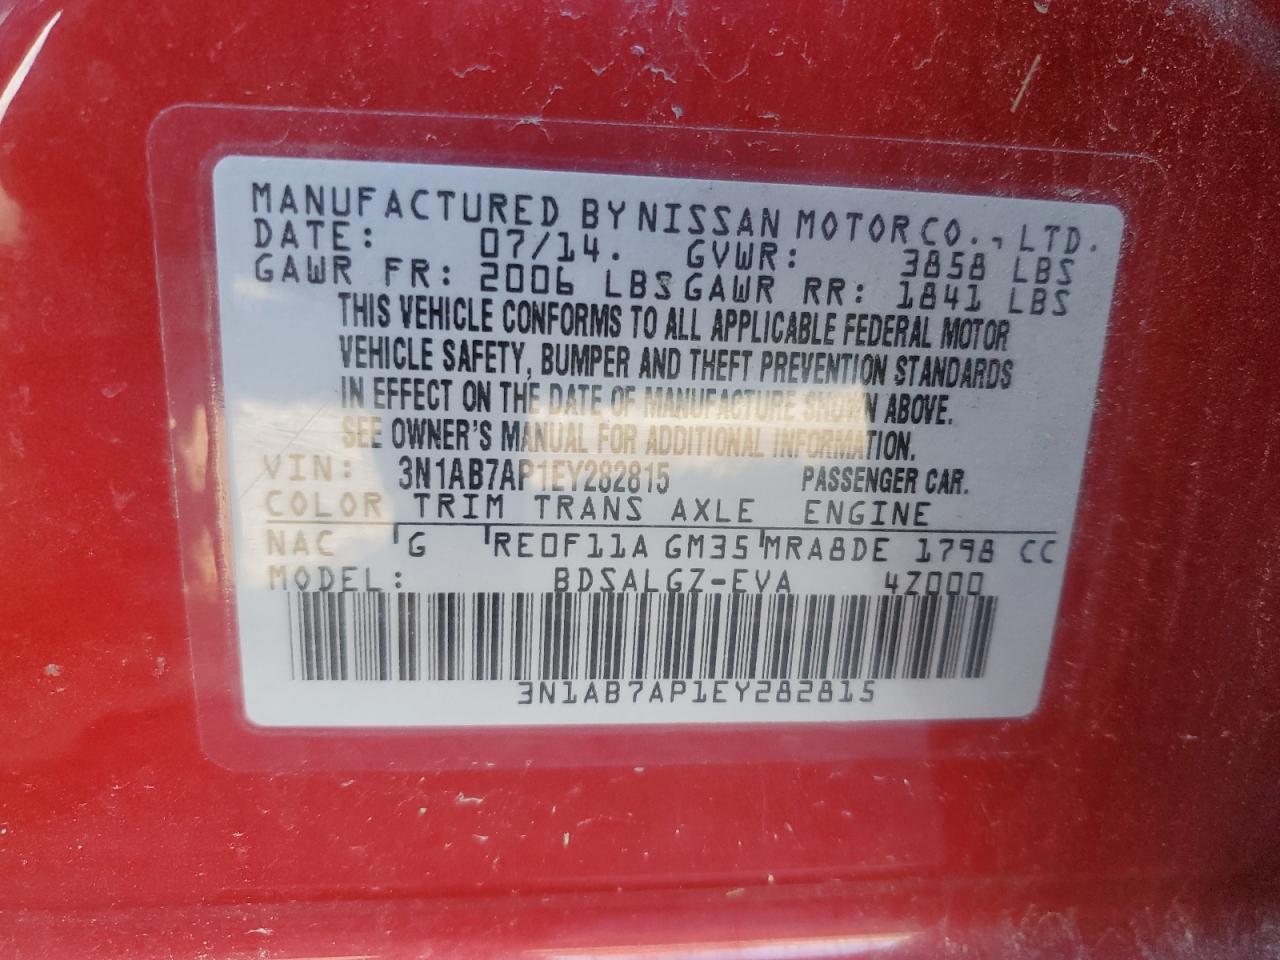 MANUFACTURED BY NISSAN MOTOR CO., LTD.
DATE: 07/14. GVWR: 3858 LBS
GAWR FR: 2006 LBS GAWR RR: 1841 LBS
THIS VEHICLE CONFORMS TO ALL APPLICABLE FEDERAL MOTOR
VEHICLE SAFETY, BUMPER AND THEFT PREVENTION STANDARDS
IN EFFECT ON THE DATE OF MANUFACTURE SHOWN ABOVE.
SEE OWNER'S MANUAL FOR ADDITIONAL INFORMATION.
VIN: 3N1AB7AP1EY282815 PASSENGER CAR.
COLOR TRIM TRANS AXLE ENGINE
NAC G RE0F11A GM35 MRA8DE 1798 CC
MODEL: BDSALGZ-EVA 4Z000
3N1AB7AP1EY282815